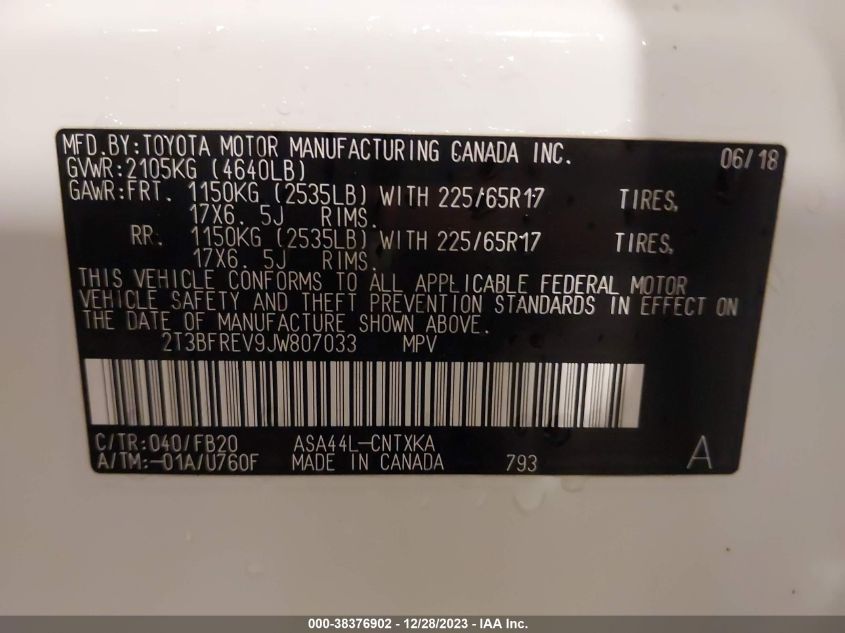 MFD.BY:TOYOTA MOTOR MANUFACTURING CANADA INC. 06/18
GVWR:2105KG (4640LB)
GAWR:FRT. 1150KG (2535LB) WITH 225/65R17 TIRES,
17X6. 5J RIMS.
RR. 1150KG (2535LB) WITH 225/65R17 TIRES,
17X6. 5J RIMS.
THIS VEHICLE CONFORMS TO ALL APPLICABLE FEDERAL MOTOR
VEHICLE SAFETY AND THEFT PREVENTION STANDARDS IN EFFECT ON
THE DATE OF MANUFACTURE SHOWN ABOVE.
2T3BFREV9JW807033 MPV
C/TR:040/FB20 ASA44L-CNTXKA
A/TM:-01A/U760F MADE IN CANADA 793 A
000-38376902 - 12/28/2023 - IAA Inc.